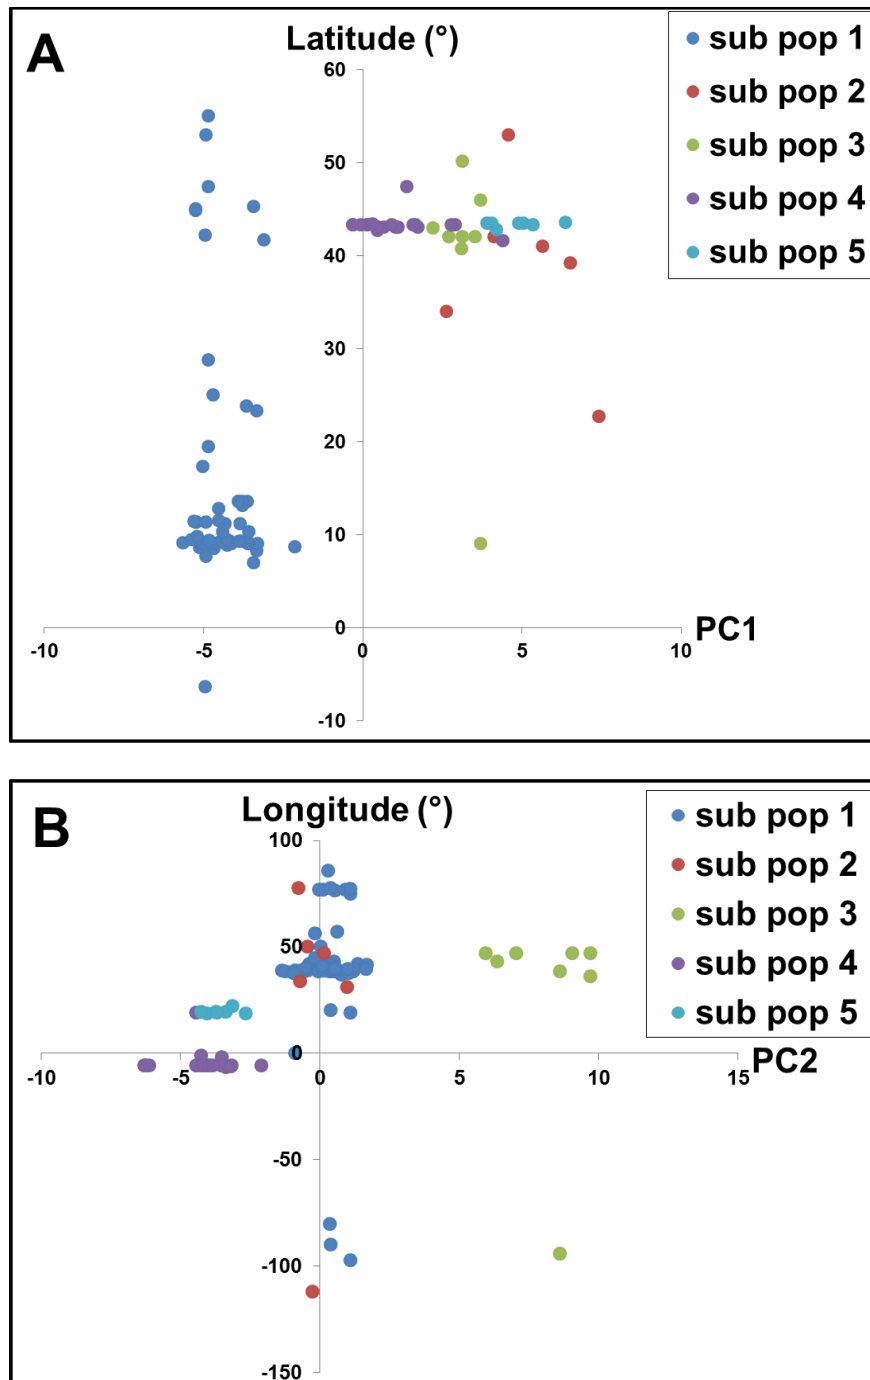 A
Latitude (°)
sub pop 1
sub pop 2
sub pop 3
sub pop 4
sub pop 5
60
50
40
30
20
10
0
-10
-10
-5
0
5
10
PC1
B
Longitude (°)
sub pop 1
sub pop 2
sub pop 3
sub pop 4
sub pop 5
100
50
0
-50
-100
-150
-10
-5
0
5
10
15
PC2